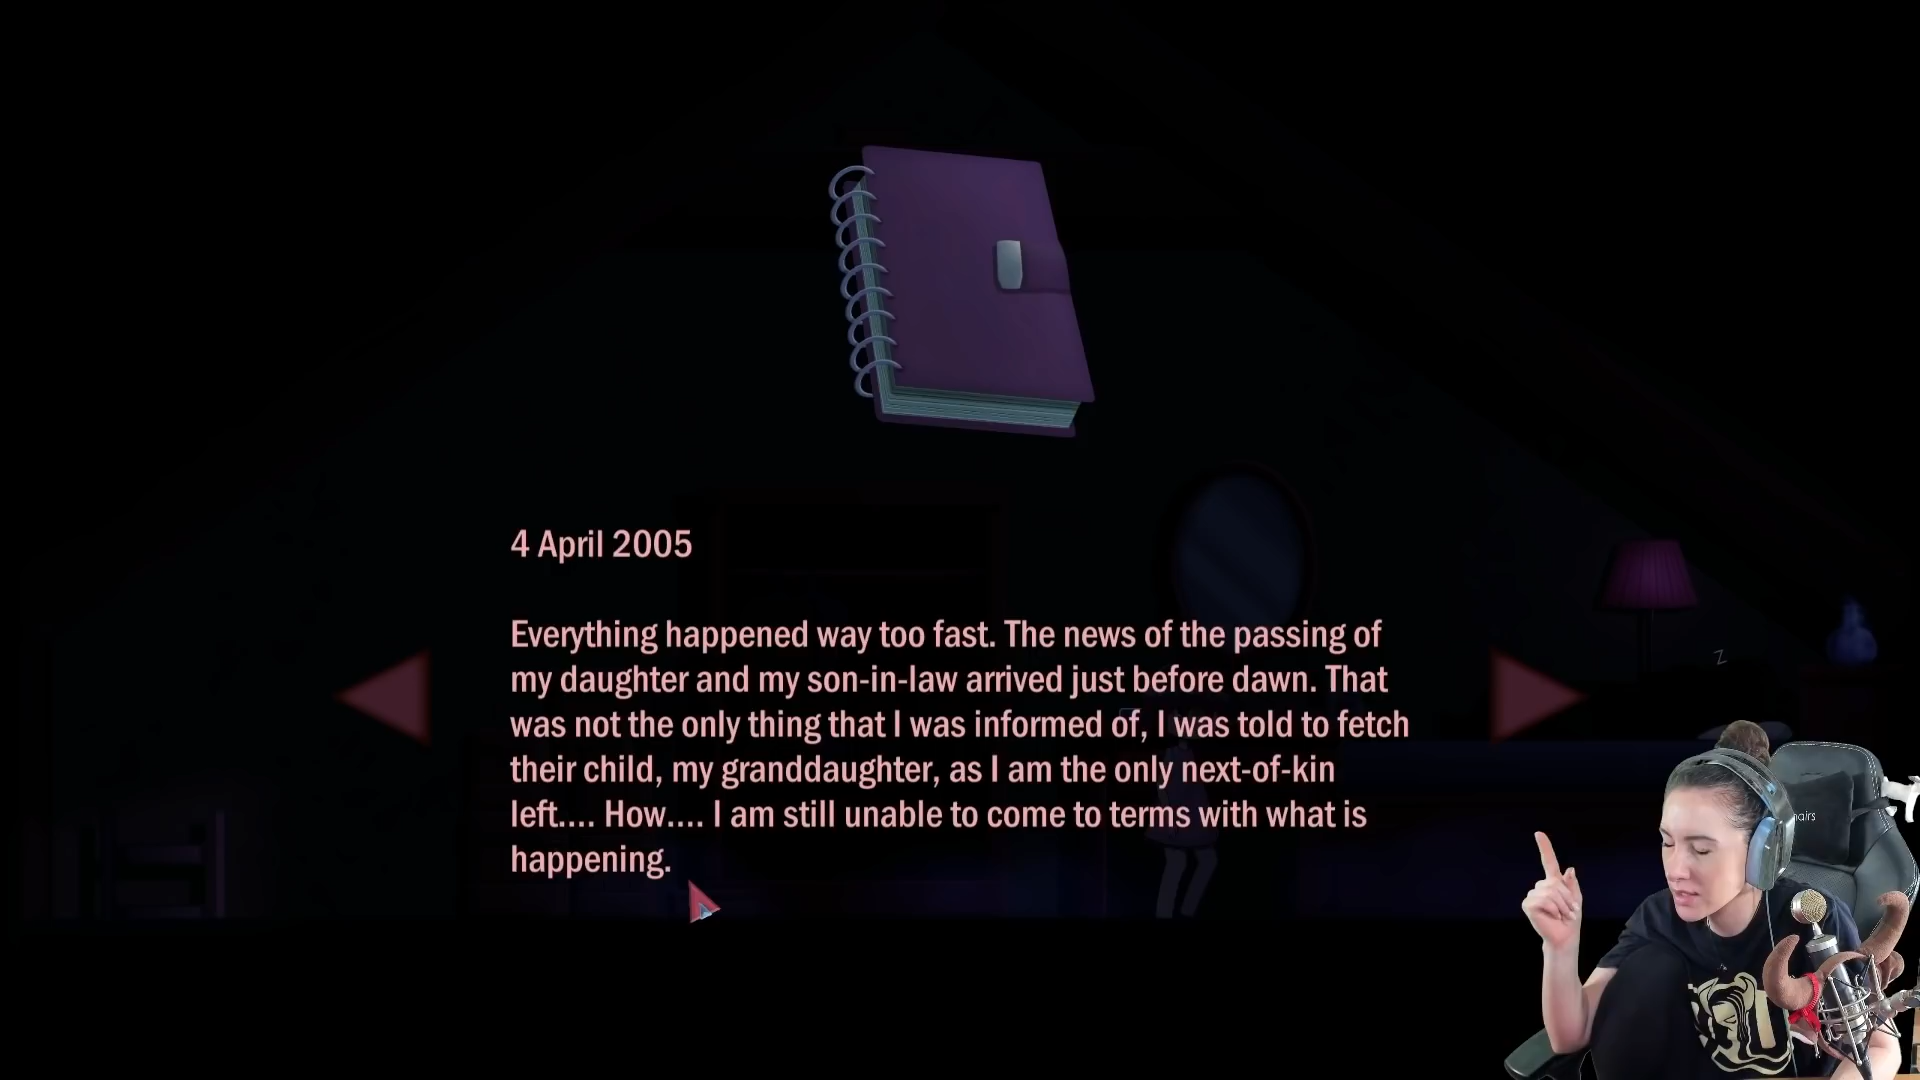 4 April 2005
Everything happened way too fast. The news of the passing of
my daughter and my son-in-law arrived just before dawn. That
was not the only thing that I was informed of, I was told to fetch
their child, my granddaughter, as I am the only next-of-kin
left.... How.... I am still unable to come to terms with what is
happening.
z
hairs